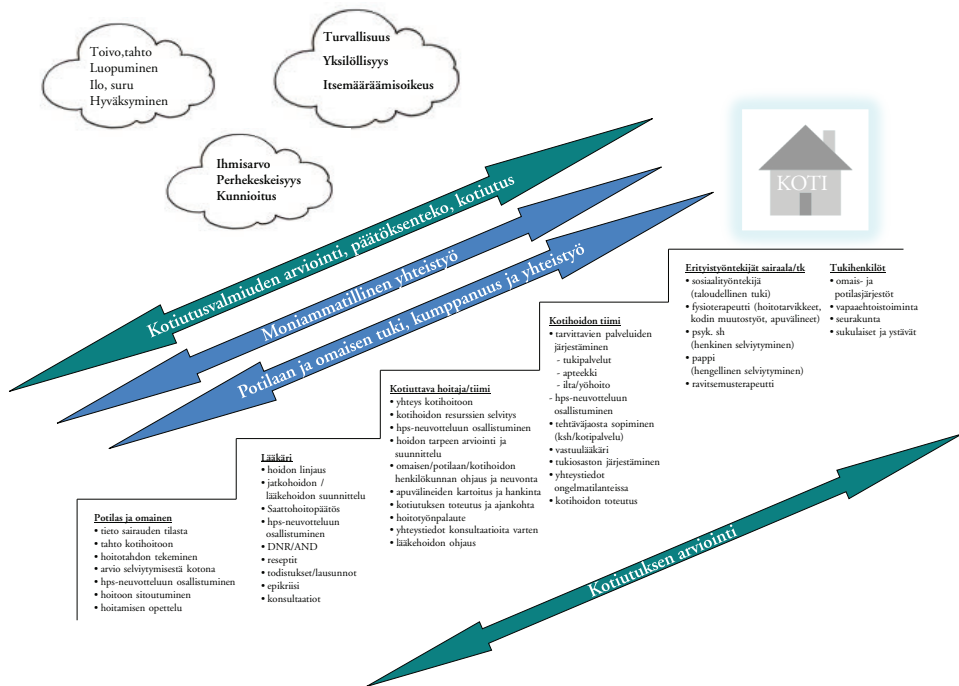 Toivo,tahto
Luopuminen
Ilo, suru
Hyväksyminen
Turvallisuus
Yksilöllisyys
Itsemääräämisoikeus
Ihmisarvo
Perhekeskeisyys
Kunnioitus
Kotiutusvalmiuden arviointi, päätöksenteko, kotiutus
Moniammatillinen yhteistyö
Potilaan ja omaisen tuki, kumppanuus ja yhteistyö
KOTI
Potilas ja omainen
• tieto sairauden tilasta
• tahto kotihoitoon
• hoitotahdon tekeminen
• arvio selviytymisestä kotona
• hps-neuvotteluun osallistuminen
• hoitoon sitoutuminen
• hoitamisen opettelu
Lääkäri
• hoidon linjaus
• jatkohoidon /
lääkehoidon suunnittelu
• Saattohoitopäätös
• hps-neuvotteluun
osallistuminen
• DNR/AND
• reseptit
• todistukset/lausunnot
• epikriisi
• konsultaatiot
Kotiuttava hoitaja/tiimi
• yhteys kotihoitoon
• kotihoidon resurssien selvitys
• hps-neuvotteluun osallistuminen
• hoidon tarpeen arviointi ja
suunnittelu
• omaisen/potilaan/kotihoidon
henkilökunnan ohjaus ja neuvonta
• apuvälineiden kartoitus ja hankinta
• kotiutuksen toteutus ja ajankohta
• hoitotyönpalaute
• yhteystiedot konsultaatioita varten
• lääkehoidon ohjaus
Kotihoidon tiimi
• tarvittavien palveluiden
järjestäminen
- tukipalvelut
- apteekki
- ilta/yöhoito
- hps-neuvotteluun
osallistuminen
• tehtäväjaosta sopiminen
(ksh/kotipalvelu)
• vastuulääkäri
• tukiosaston järjestäminen
• yhteystiedot
ongelmatilanteissa
• kotihoidon toteutus
Erityistyöntekijät sairaala/tk
• sosiaalityöntekijä
(taloudellinen tuki)
• fysioterapeutti (hoitotarvikkeet,
kodin muutostyöt, apuvälineet)
• psyk. sh
(henkinen selviytyminen)
• pappi
(hengellinen selviytyminen)
• ravitsemusterapeutti
Tukihenkilöt
• omais- ja
potilasjärjestöt
• vapaaehtoistoiminta
• seurakunta
• sukulaiset ja ystävät
Kotiutuksen arviointi